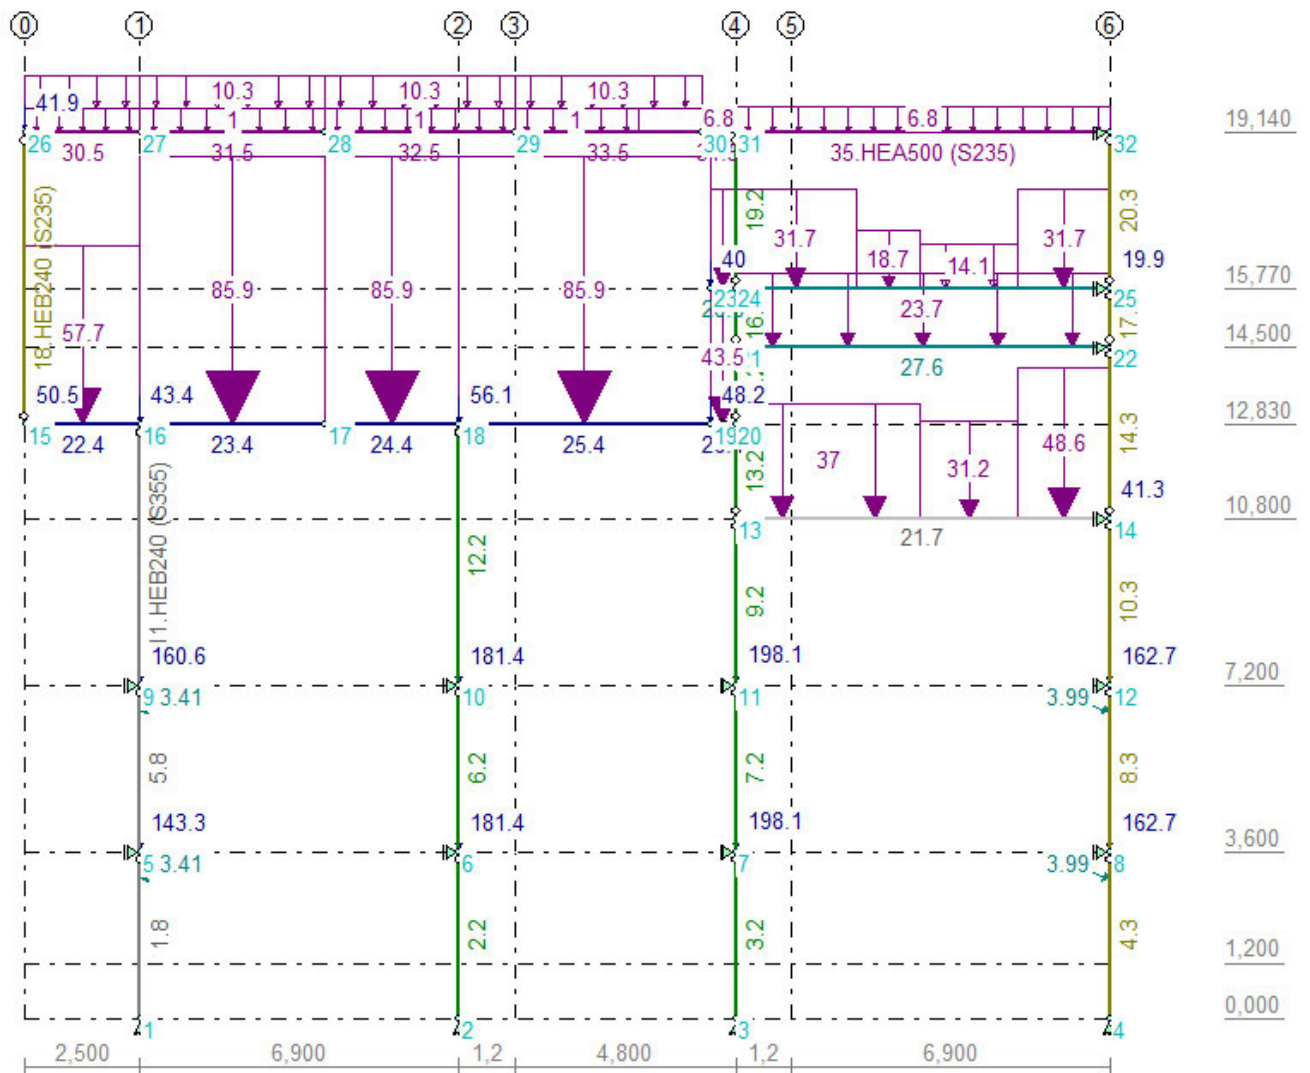 0 1 2 3 4 5 6
10.3 10.3 10.3
41.9 1 1 1 6.8 6.8 19,140
26 27 28 29 30 31 32
30.5 31.5 32.5 33.5 35.HEA500 (S235)
18.HEB240 (S235)
19.2 20.3
31.7 18.7 14.1 31.7
40 19.9
15,770
85.9 85.9 85.9 23 24 23.7 25
57.7 14,500
43.5 27.6 22
50.5 43.4 56.1 48.2 12,830
15 22.4 16 23.4 17 24.4 18 25.4 19 20
14.3
13.2 37 31.2 48.6
41.3
10,800
13 21.7 14
11.HEB240 (S355)
12.2 9.2 10.3
160.6 181.4 198.1 162.7
7,200
9 3.41 10 11 3.99 12
5.8 6.2 7.2 8.3
143.3 181.4 198.1 162.7
3,600
5 3.41 6 7 3.99 8
1.8 2.2 3.2 4.3
1,200
0,000
1 2 3 4
2,500 6,900 1,2 4,800 1,2 6,900